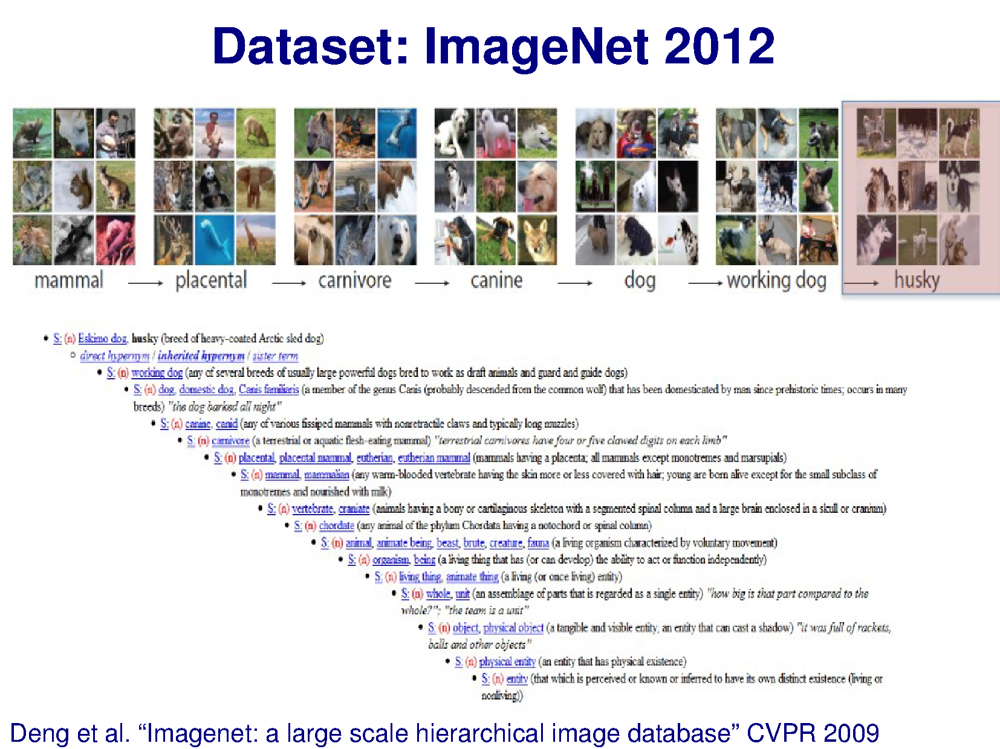 Dataset: ImageNet 2012
mammal → placental → carnivore → canine → dog → working dog → husky
• S: (n) Eskimo dog, husky (breed of heavy-coated Arctic sled dog)
○ direct hypernym / inherited hypernym / sister term
• S: (n) working dog (any of several breeds of usually large powerful dogs bred to work as draft animals and guard and guide dogs)
• S: (n) dog, domestic dog, Canis familiaris (a member of the genus Canis (probably descended from the common wolf) that has been domesticated by man since prehistoric times; occurs in many
breeds) "the dog barked all night"
• S: (n) canine, canid (any of various fissiped mammals with nonretractile claws and typically long muzzles)
• S: (n) carnivore (a terrestrial or aquatic flesh-eating mammal) "terrestrial carnivores have four or five clawed digits on each limb"
• S: (n) placental, placental mammal, eutherian, eutherian mammal (mammals having a placenta; all mammals except monotremes and marsupials)
• S: (n) mammal, mammalian (any warm-blooded vertebrate having the skin more or less covered with hair; young are born alive except for the small subclass of
monotremes and nourished with milk)
• S: (n) vertebrate, craniate (animals having a bony or cartilaginous skeleton with a segmented spinal column and a large brain enclosed in a skull or cranium)
• S: (n) chordate (any animal of the phylum Chordata having a notochord or spinal column)
• S: (n) animal, animate being, beast, brute, creature, fauna (a living organism characterized by voluntary movement)
• S: (n) organism, being (a living thing that has (or can develop) the ability to act or function independently)
• S: (n) living thing, animate thing (a living (or once living) entity)
• S: (n) whole, unit (an assemblage of parts that is regarded as a single entity) "how big is that part compared to the
whole?"; "the team is a unit"
• S: (n) object, physical object (a tangible and visible entity; an entity that can cast a shadow) "it was full of rackets,
balls and other objects"
• S: (n) physical entity (an entity that has physical existence)
• S: (n) entity (that which is perceived or known or inferred to have its own distinct existence (living or
nonliving))
Deng et al. “Imagenet: a large scale hierarchical image database” CVPR 2009